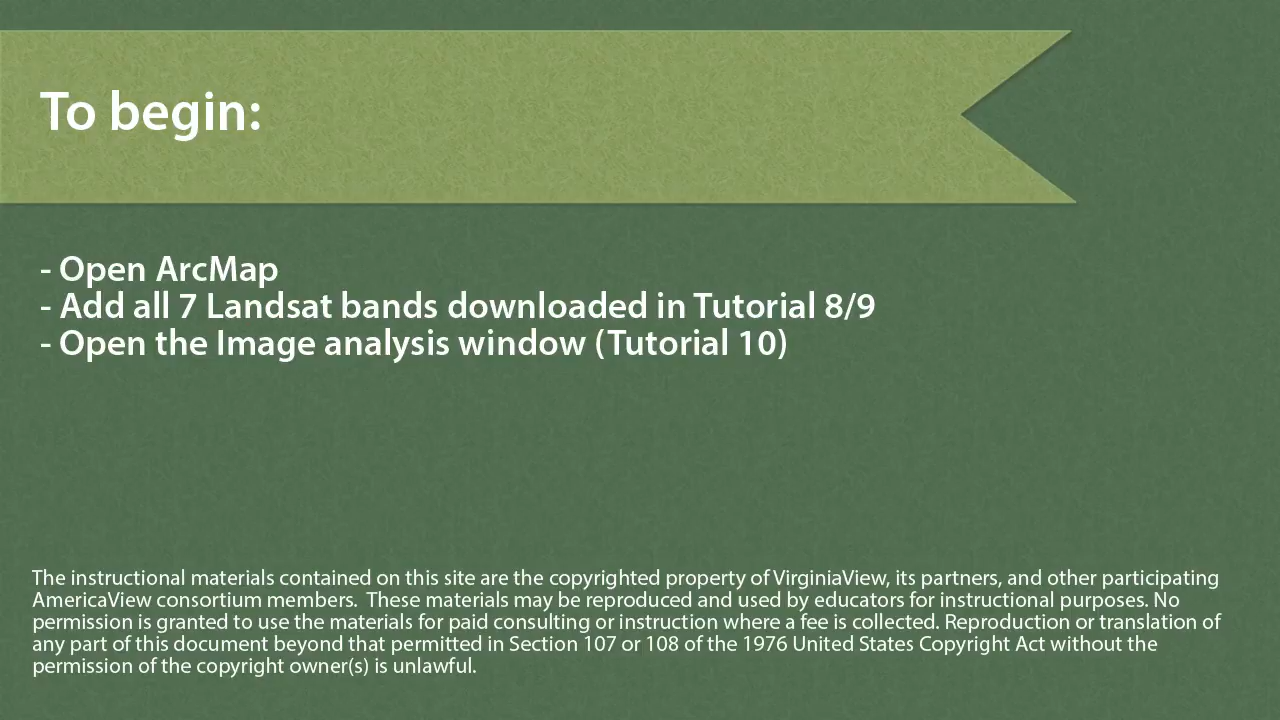 To begin:
- Open ArcMap
- Add all 7 Landsat bands downloaded in Tutorial 8/9
- Open the Image analysis window (Tutorial 10)
The instructional materials contained on this site are the copyrighted property of VirginiaView, its partners, and other participating
AmericaView consortium members.  These materials may be reproduced and used by educators for instructional purposes. No
permission is granted to use the materials for paid consulting or instruction where a fee is collected. Reproduction or translation of
any part of this document beyond that permitted in Section 107 or 108 of the 1976 United States Copyright Act without the
permission of the copyright owner(s) is unlawful.